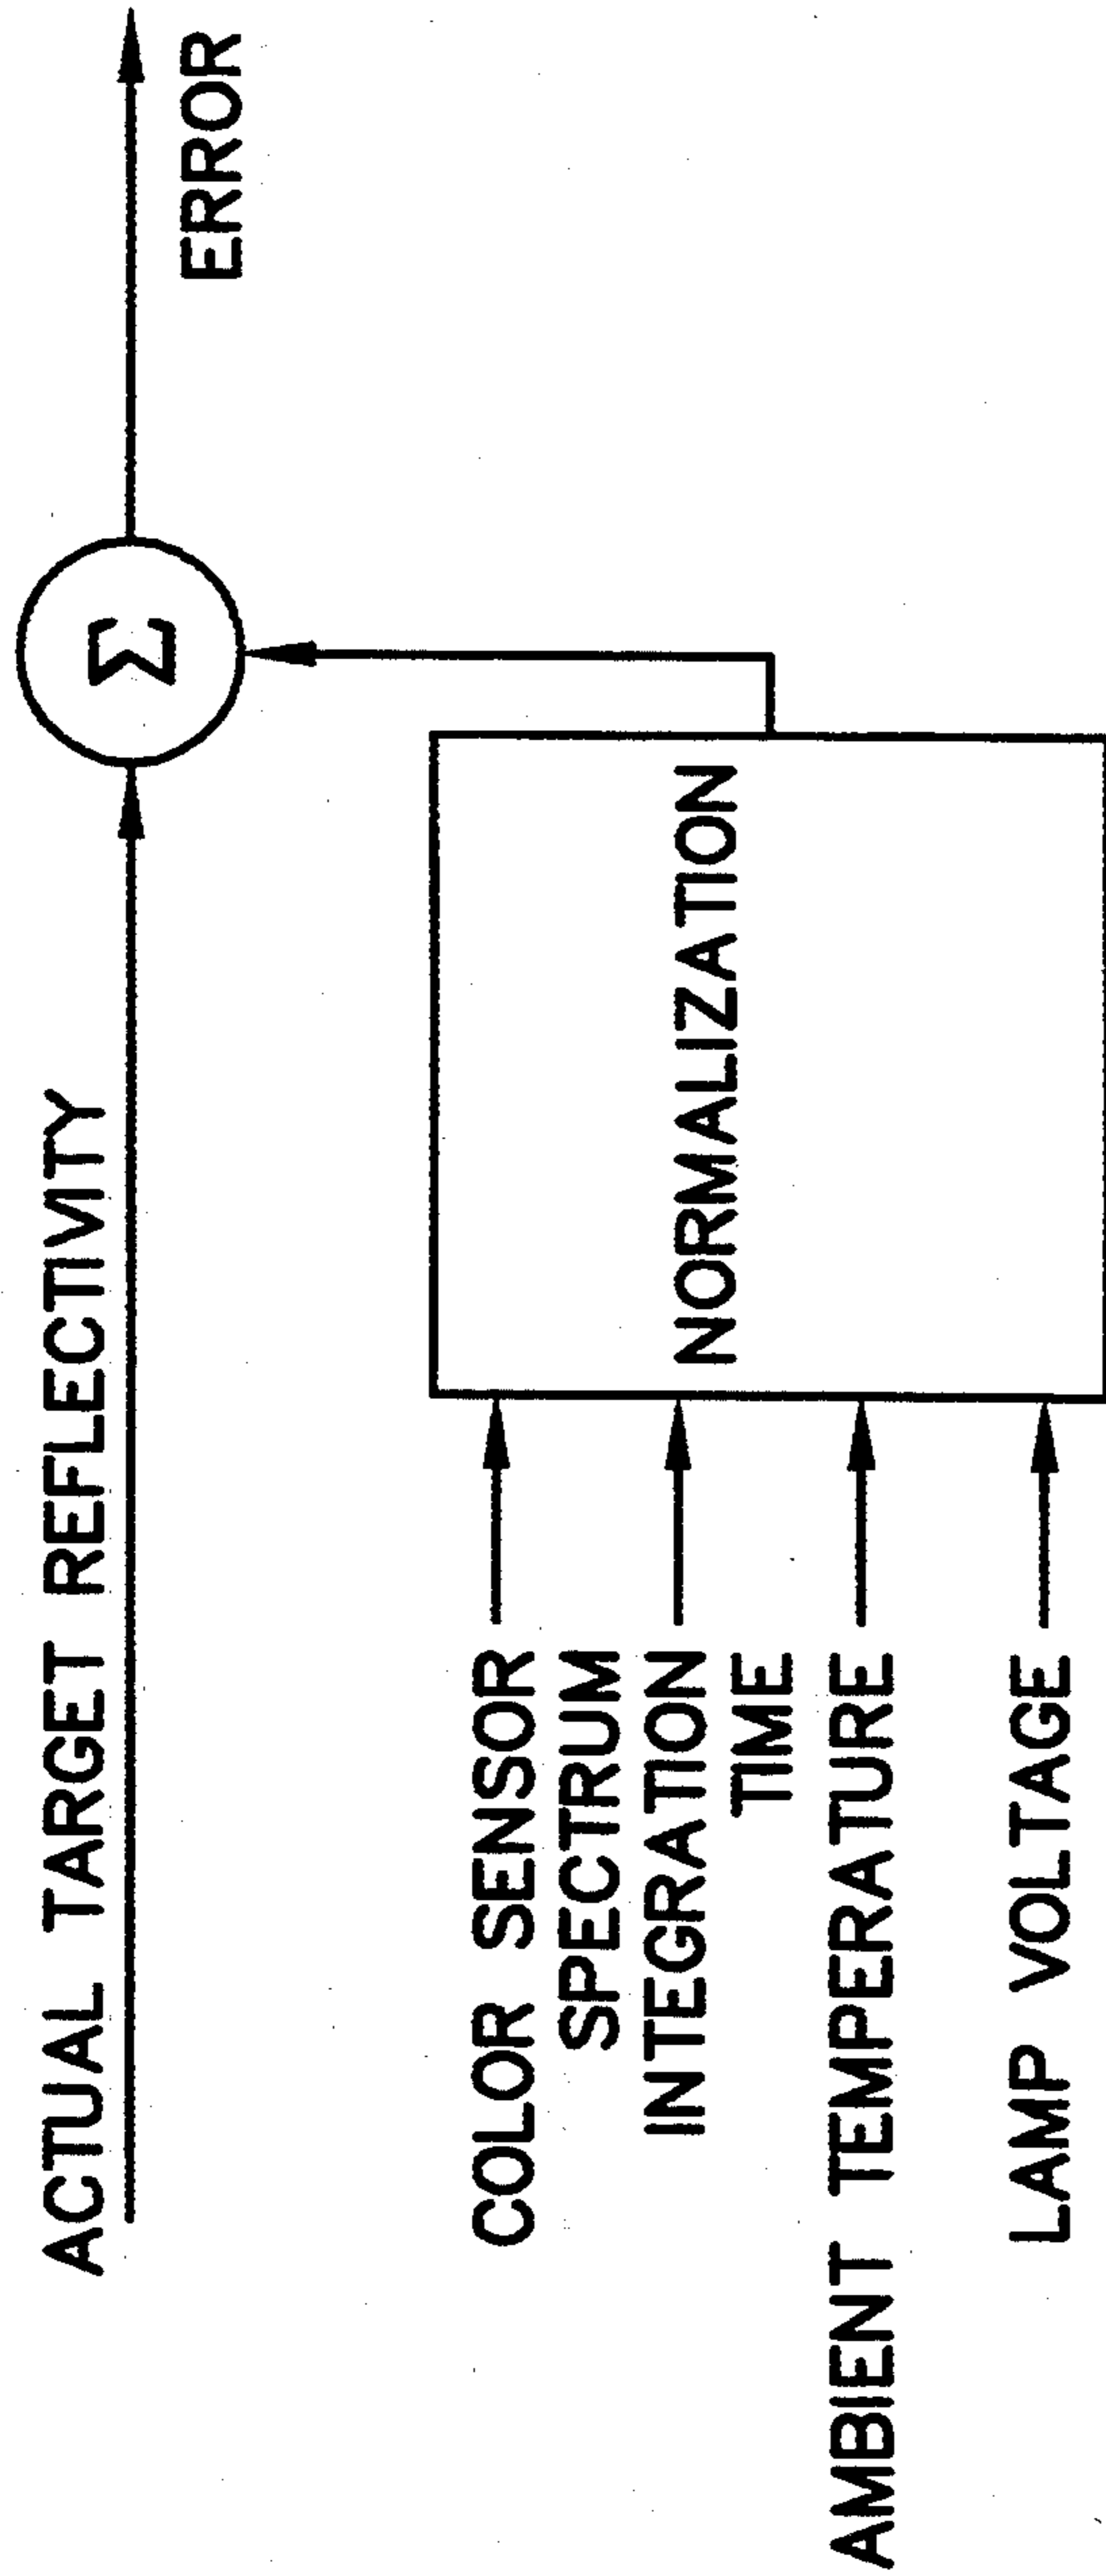 ACTUAL TARGET REFLECTIVITY
Σ
ERROR
COLOR SENSOR
SPECTRUM
INTEGRATION
TIME
AMBIENT TEMPERATURE
LAMP VOLTAGE
NORMALIZATION